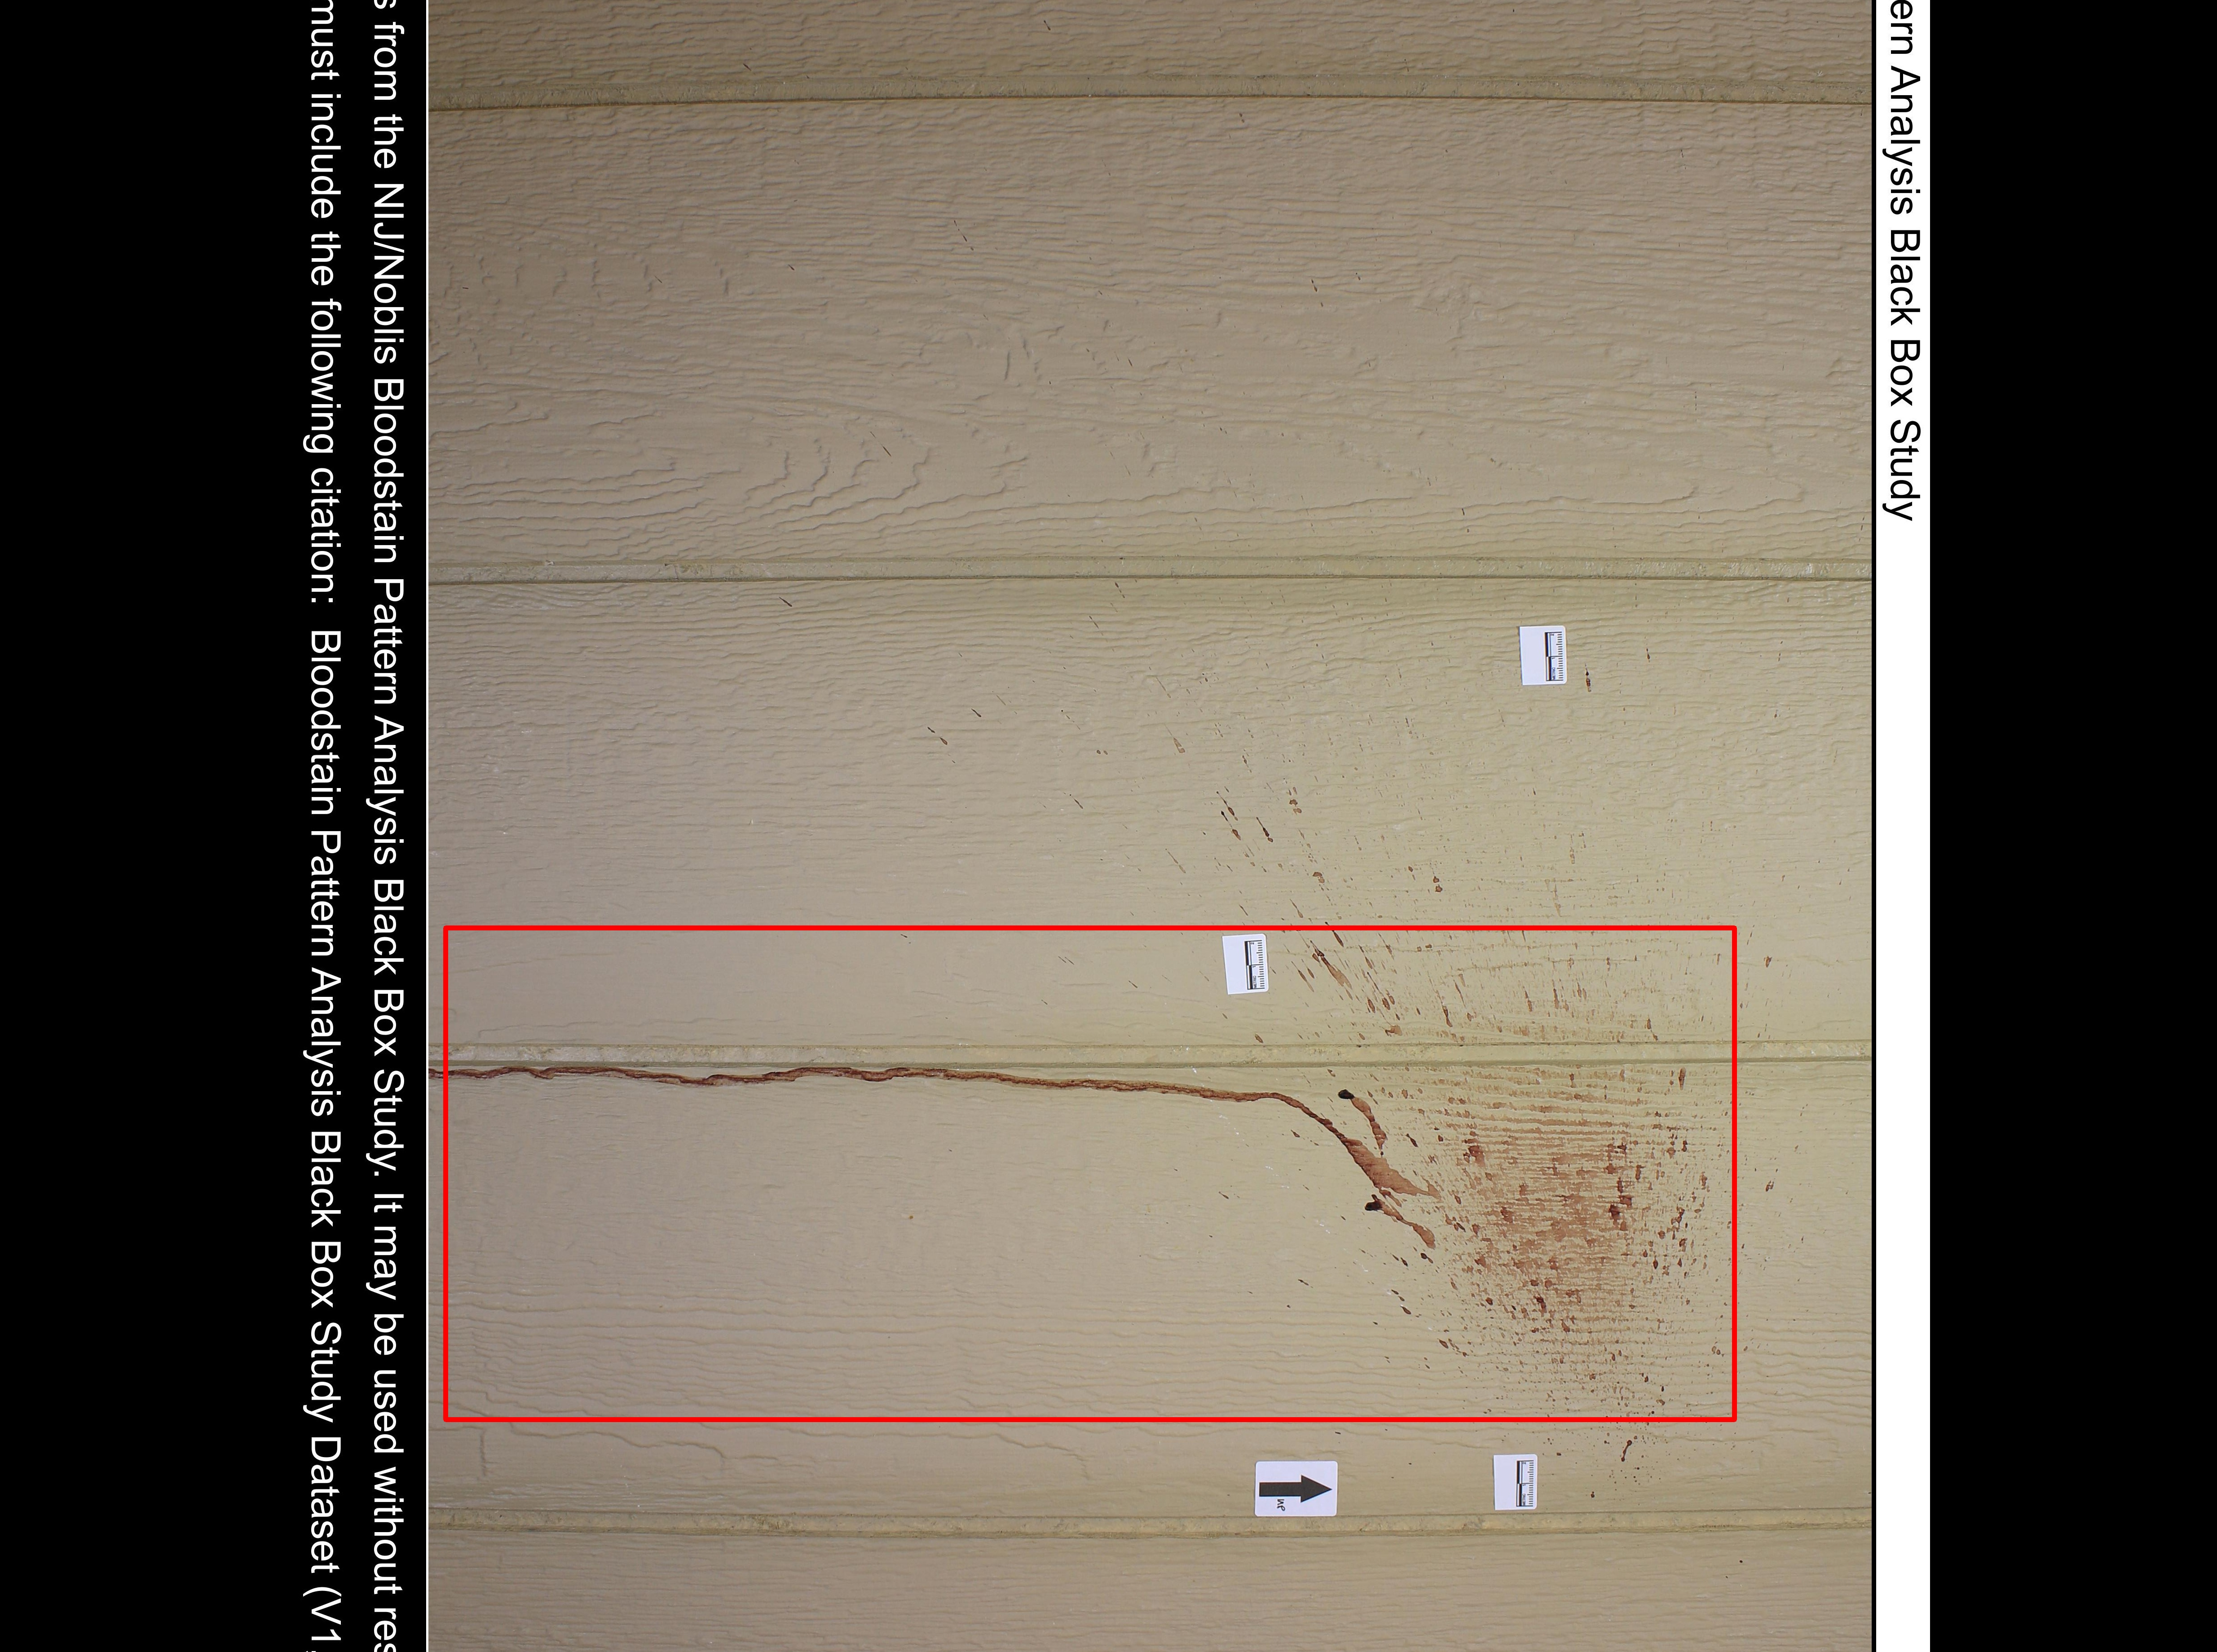 ern Analysis Black Box Study
up
s from the NIJ/Noblis Bloodstain Pattern Analysis Black Box Study. It may be used without res
must include the following citation: Bloodstain Pattern Analysis Black Box Study Dataset (V1.